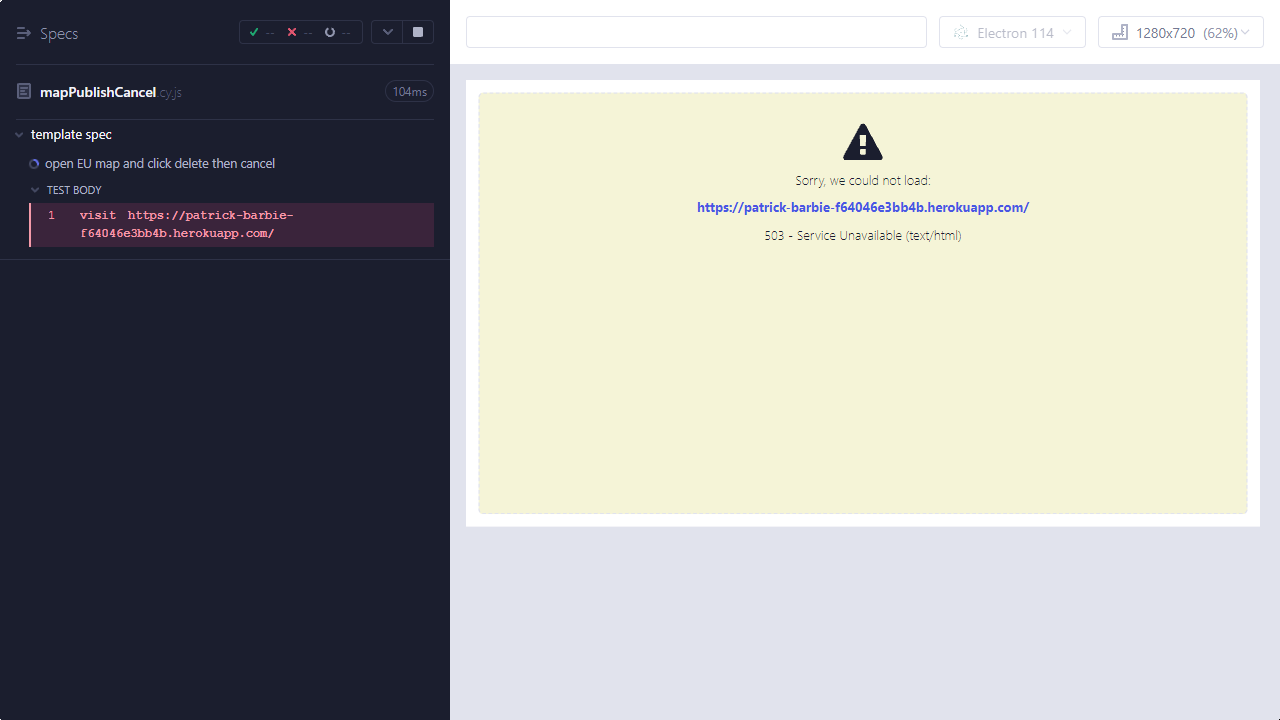 Specs
--
--
--
mapPublishCancel.cy.js
104ms
template spec
open EU map and click delete then cancel
TEST BODY
1 visit https://patrick-barbie-
f64046e3bb4b.herokuapp.com/
Electron 114
1280x720 (62%)
Sorry, we could not load:
https://patrick-barbie-f64046e3bb4b.herokuapp.com/
503 - Service Unavailable (text/html)